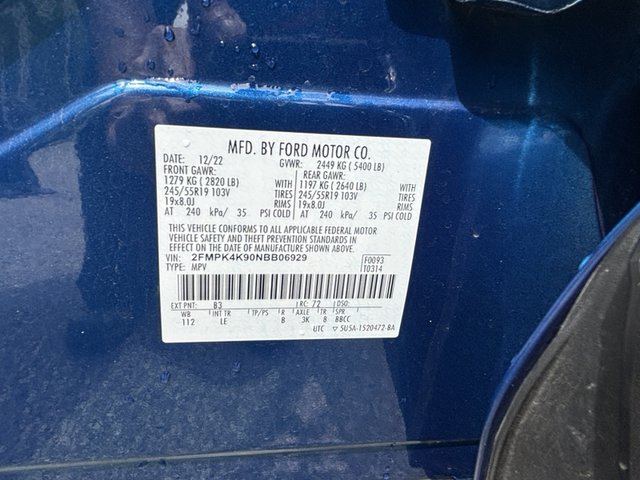 MFD. BY FORD MOTOR CO.
DATE: 12/22 GVWR: 2449 KG ( 5400 LB)
FRONT GAWR: REAR GAWR:
1279 KG ( 2820 LB) WITH 1197 KG ( 2640 LB) WITH
245/55R19 103V TIRES 245/55R19 103V TIRES
19x8.0J RIMS 19x8.0J RIMS
AT 240 kPa/ 35 PSI COLD AT 240 kPa/ 35 PSI COLD
THIS VEHICLE CONFORMS TO ALL APPLICABLE FEDERAL MOTOR
VEHICLE SAFETY AND THEFT PREVENTION STANDARDS IN
EFFECT ON THE DATE OF MANUFACTURE SHOWN ABOVE.
VIN: 2FMPK4K90NBB06929 F0093
TYPE: MPV T0314
EXT PNT: B3 RC: 72 DSO:
WB INT TR TP/PS R AXLE TR SPR
112 LE B 3K 8 BBCC
UTC ▽ 5U5A-1520472-BA